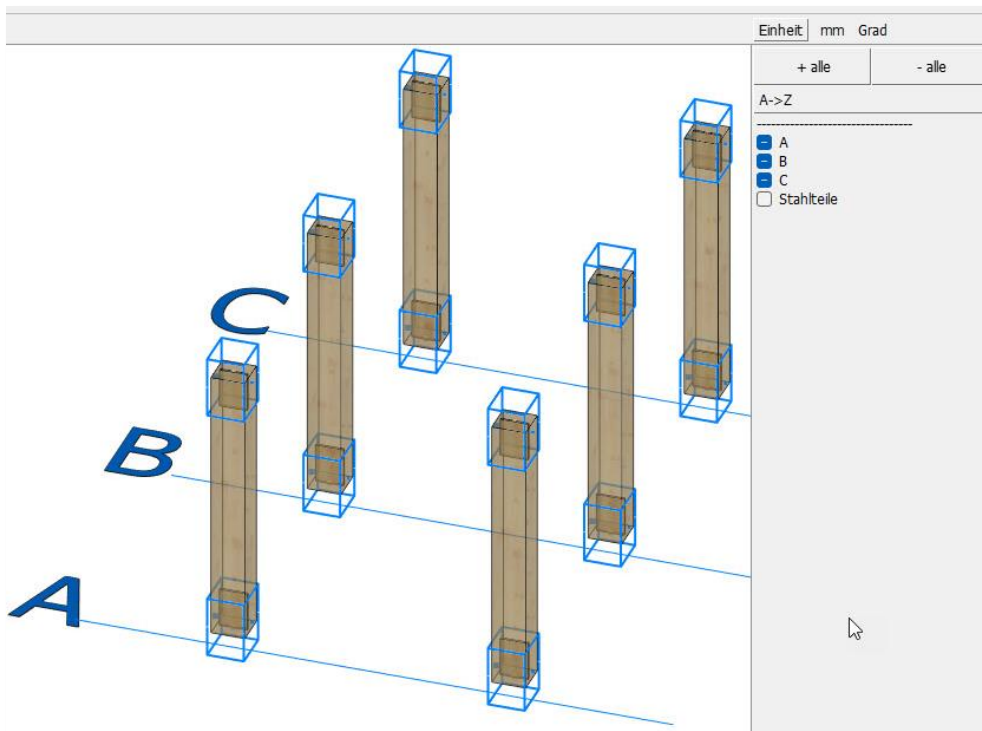 Einheit mm Grad
+ alle - alle
A->Z
--------------------------------
A
B
C
Stahlteile
C
B
A